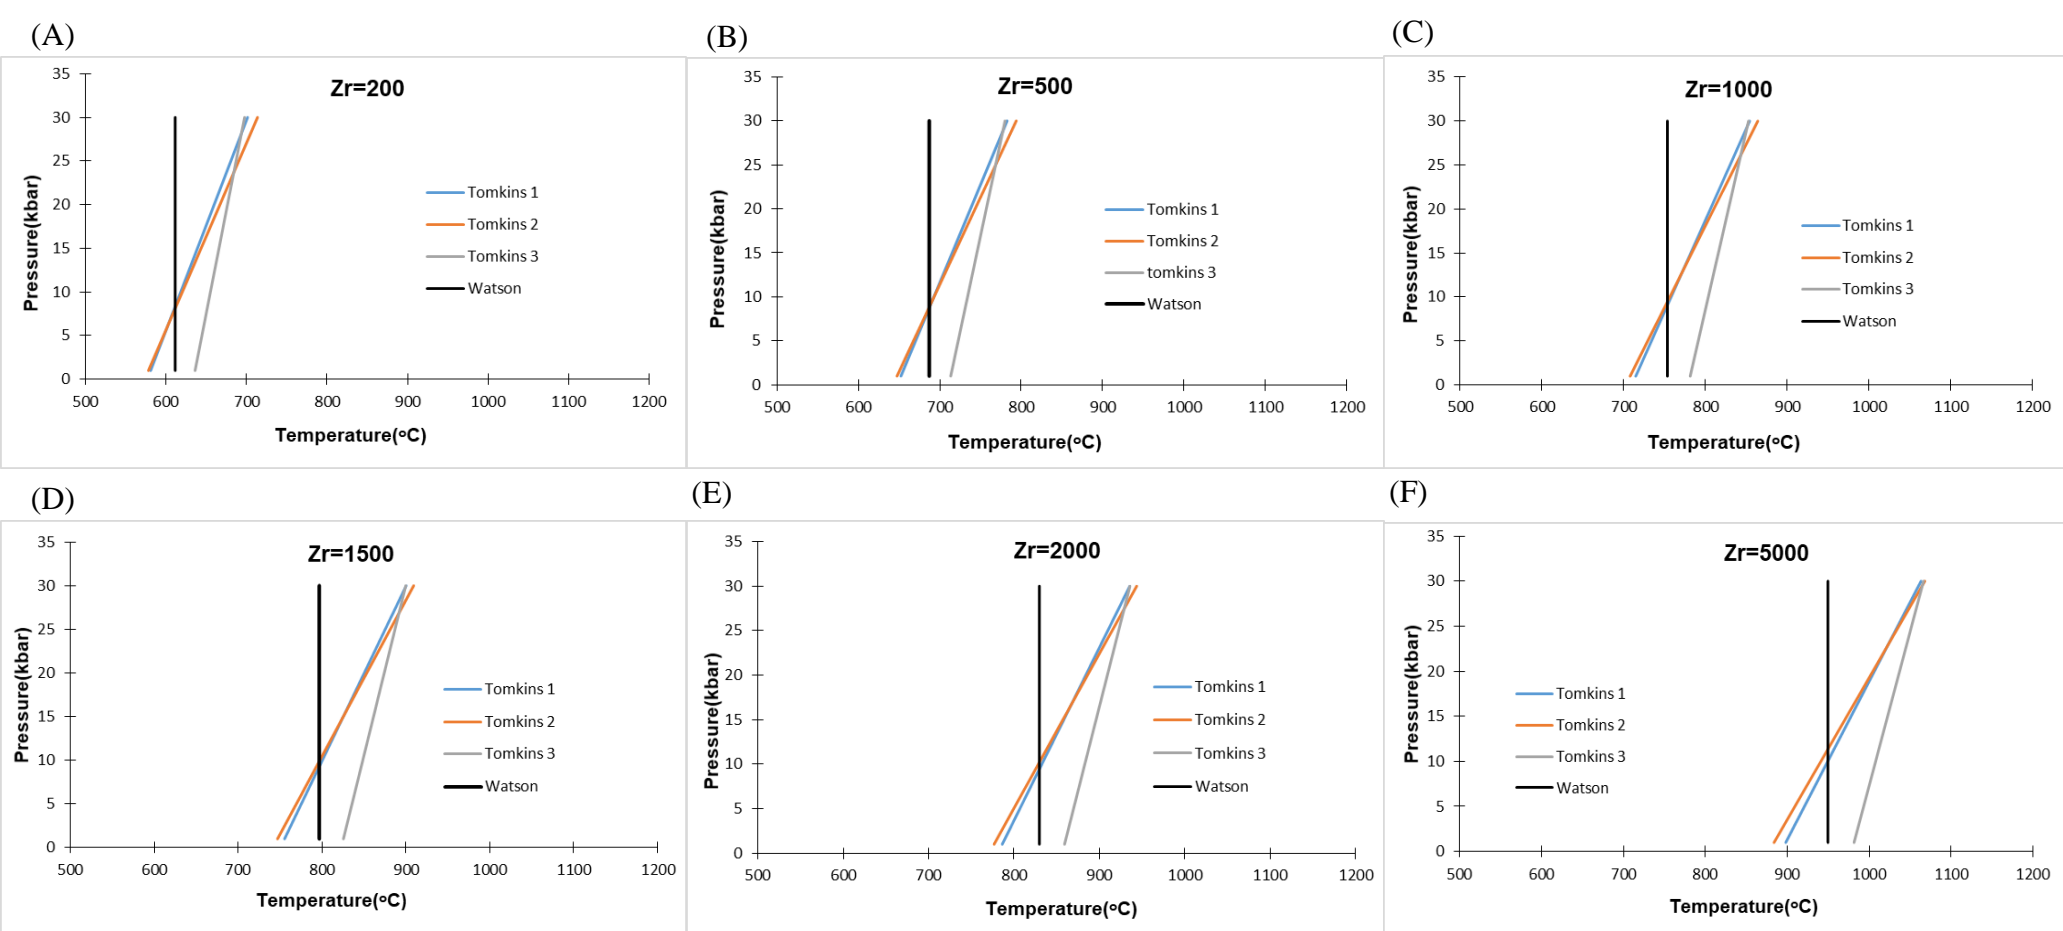 (A)
Zr=200
35
30
25
20
15
10
5
0
Pressure(kbar)
Tomkins 1
Tomkins 2
Tomkins 3
Watson
500 600 700 800 900 1000 1100 1200
Temperature(°C)
(B)
Zr=500
35
30
25
20
15
10
5
0
Pressure(kbar)
Tomkins 1
Tomkins 2
tomkins 3
Watson
500 600 700 800 900 1000 1100 1200
Temperature(°C)
(C)
Zr=1000
35
30
25
20
15
10
5
0
Pressure(kbar)
Tomkins 1
Tomkins 2
Tomkins 3
Watson
500 600 700 800 900 1000 1100 1200
Temperature(°C)
(D)
Zr=1500
35
30
25
20
15
10
5
0
Pressure(kbar)
Tomkins 1
Tomkins 2
Tomkins 3
Watson
500 600 700 800 900 1000 1100 1200
Temperature(°C)
(E)
Zr=2000
35
30
25
20
15
10
5
0
Pressure(kbar)
Tomkins 1
Tomkins 2
Tomkins 3
Watson
500 600 700 800 900 1000 1100 1200
Temperature(°C)
(F)
Zr=5000
35
30
25
20
15
10
5
0
Pressure(kbar)
Tomkins 1
Tomkins 2
Tomkins 3
Watson
500 600 700 800 900 1000 1100 1200
Temperature(°C)